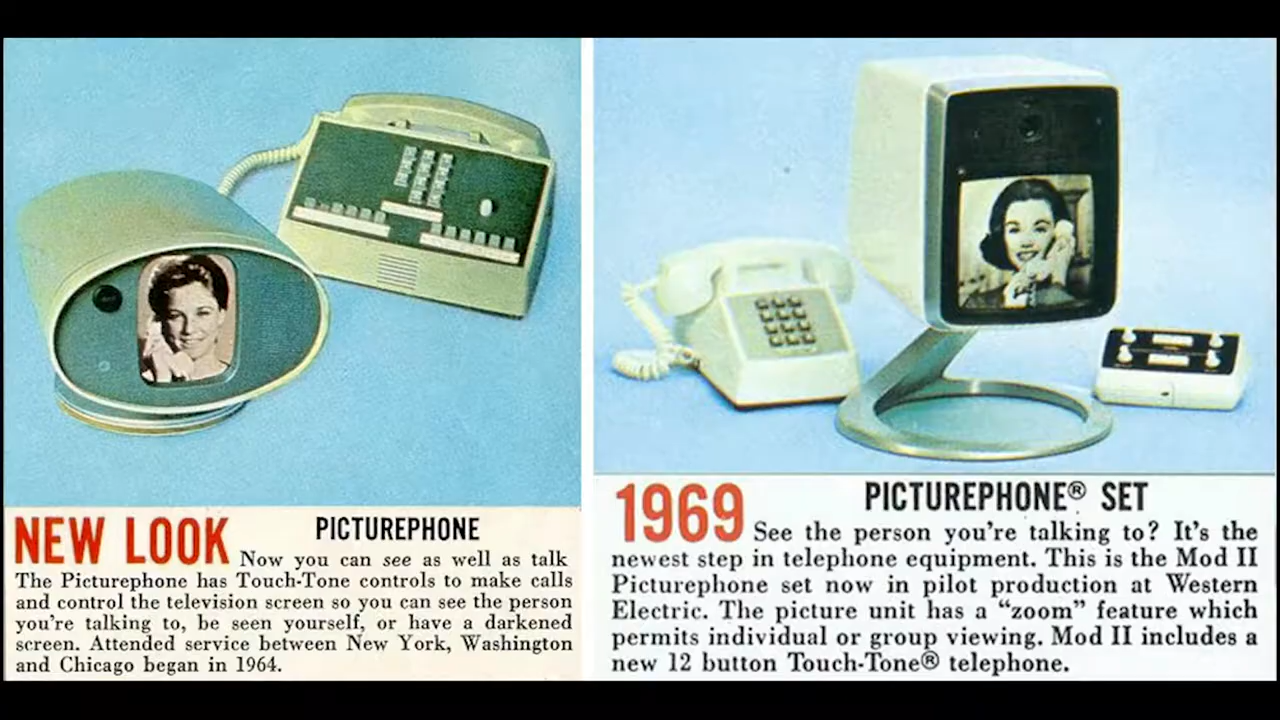 NEW LOOK PICTUREPHONE
Now you can see as well as talk
The Picturephone has Touch-Tone controls to make calls
and control the television screen so you can see the person
you're talking to, be seen yourself, or have a darkened
screen. Attended service between New York, Washington
and Chicago began in 1964.
1969 PICTUREPHONE® SET
See the person you're talking to? It's the
newest step in telephone equipment. This is the Mod II
Picturephone set now in pilot production at Western
Electric. The picture unit has a "zoom" feature which
permits individual or group viewing. Mod II includes a
new 12 button Touch-Tone® telephone.